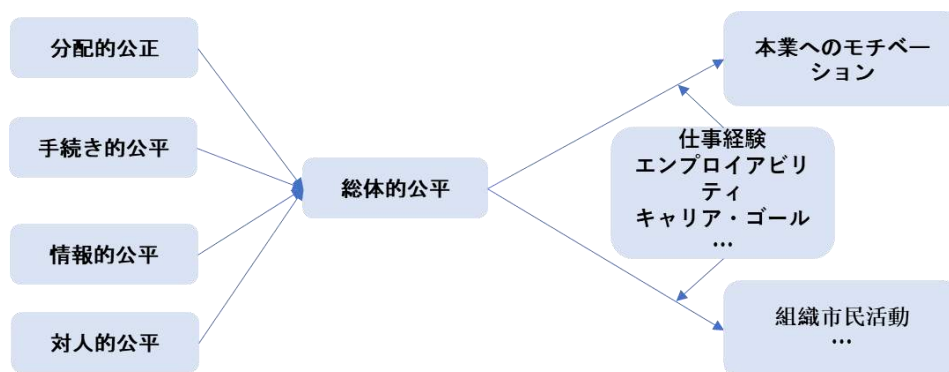 分配的公正
手続き的公平
情報的公平
対人的公平
総体的公平
本業へのモチベー
ション
仕事経験
エンプロイアビリ
ティ
キャリア・ゴール
…
組織市民活動
…